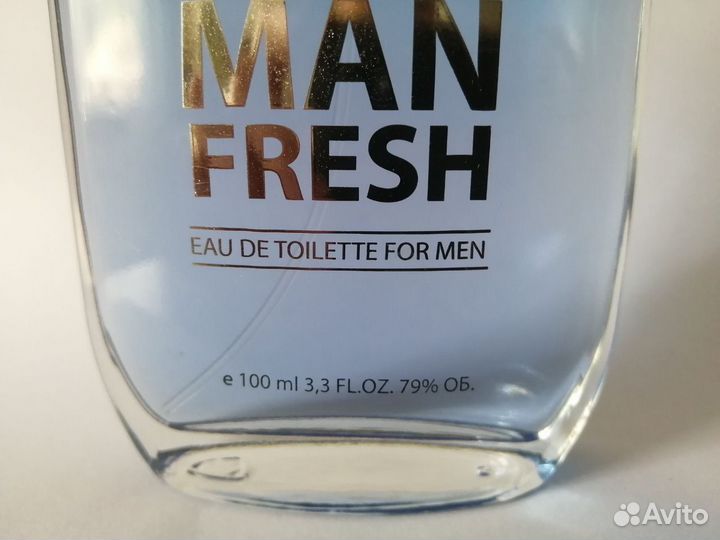 MAN
FRESH
EAU DE TOILETTE FOR MEN
e 100 ml 3,3 FL.OZ. 79% ОБ.
Avito